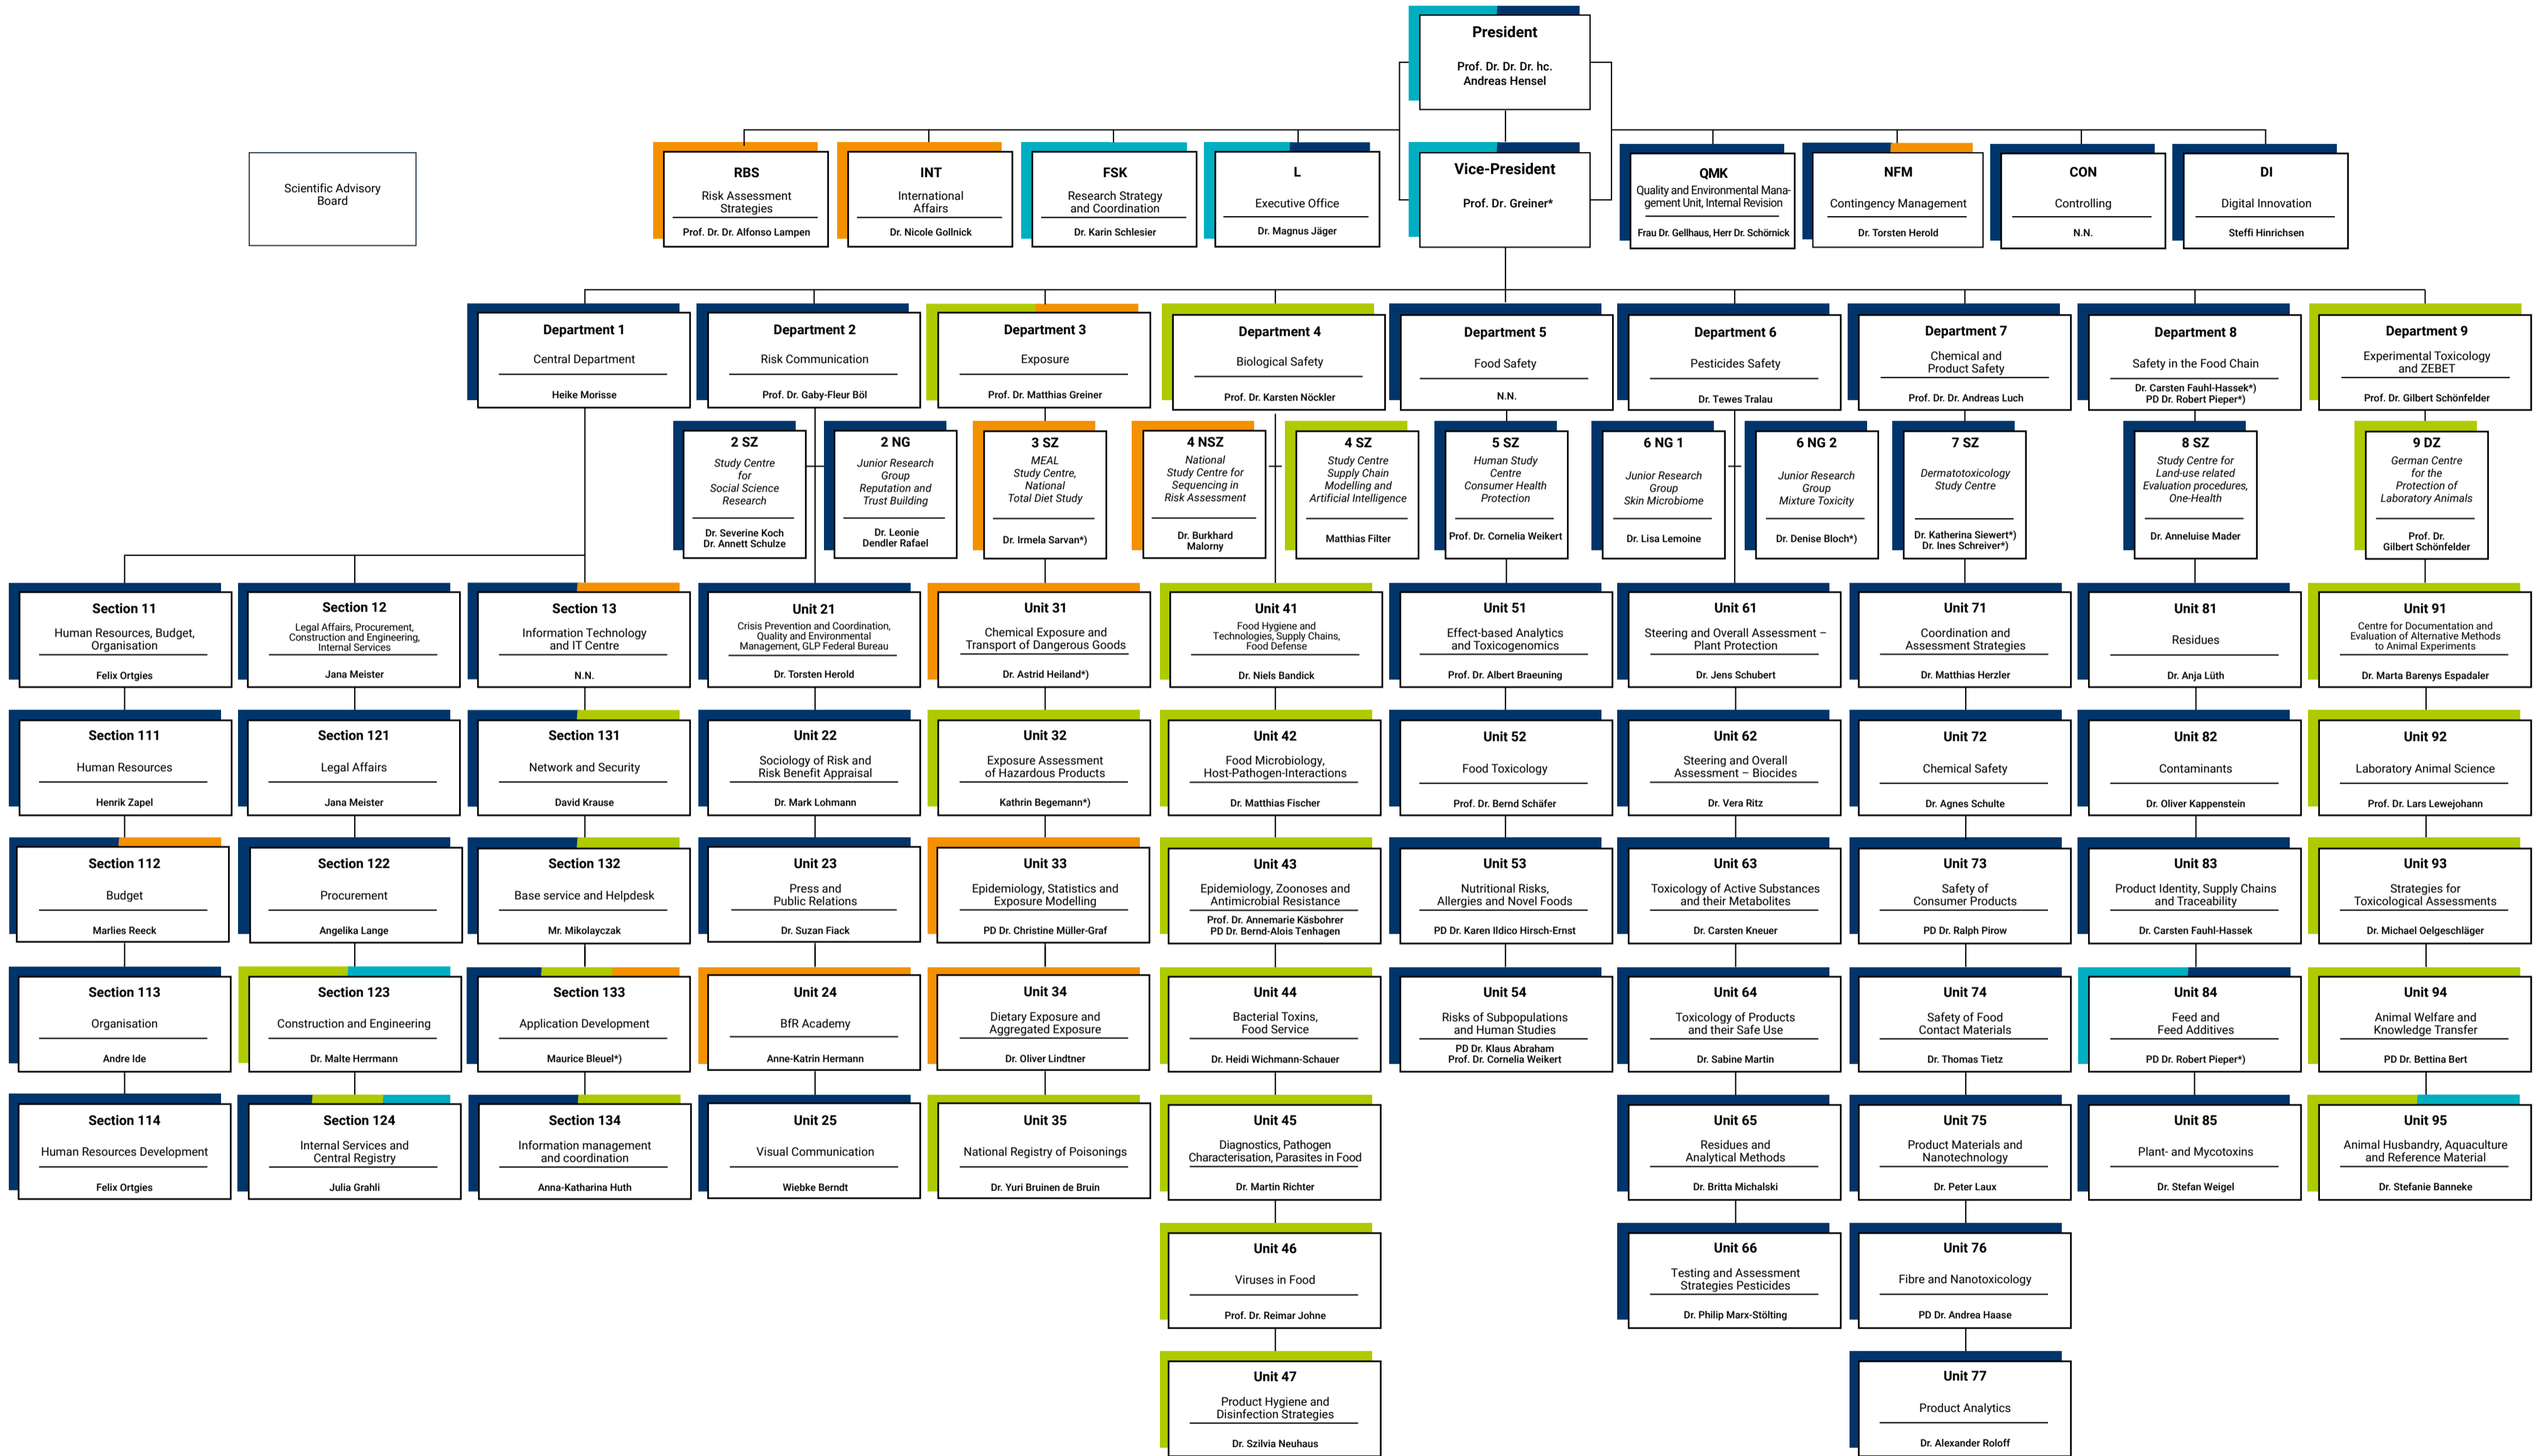 President
Prof. Dr. Dr. Dr. hc.
Andreas Hensel
Scientific Advisory
Board
RBS
Risk Assessment
Strategies
Prof. Dr. Dr. Alfonso Lampen
INT
International
Affairs
Dr. Nicole Gollnick
FSK
Research Strategy
and Coordination
Dr. Karin Schlesier
L
Executive Office
Dr. Magnus Jäger
Vice-President
Prof. Dr. Greiner*
QMK
Quality and Environmental Mana-
gement Unit, Internal Revision
Frau Dr. Gellhaus, Herr Dr. Schörnick
NFM
Contingency Management
Dr. Torsten Herold
CON
Controlling
N.N.
DI
Digital Innovation
Steffi Hinrichsen
Department 1
Central Department
Heike Morisse
Department 2
Risk Communication
Prof. Dr. Gaby-Fleur Böl
Department 3
Exposure
Prof. Dr. Matthias Greiner
Department 4
Biological Safety
Prof. Dr. Karsten Nöckler
Department 5
Food Safety
N.N.
Department 6
Pesticides Safety
Dr. Tewes Tralau
Department 7
Chemical and
Product Safety
Prof. Dr. Dr. Andreas Luch
Department 8
Safety in the Food Chain
Dr. Carsten Fauhl-Hassek*)
PD Dr. Robert Pieper*)
Department 9
Experimental Toxicology
and ZEBET
Prof. Dr. Gilbert Schönfelder
2 SZ
Study Centre
for
Social Science
Research
Dr. Severine Koch
Dr. Annett Schulze
2 NG
Junior Research
Group
Reputation and
Trust Building
Dr. Leonie
Dendler Rafael
3 SZ
MEAL
Study Centre,
National
Total Diet Study
Dr. Irmela Sarvan*)
4 NSZ
National
Study Centre for
Sequencing in
Risk Assessment
Dr. Burkhard
Malorny
4 SZ
Study Centre
Supply Chain
Modelling and
Artificial Intelligence
Matthias Filter
5 SZ
Human Study
Centre
Consumer Health
Protection
Prof. Dr. Cornelia Weikert
6 NG 1
Junior Research
Group
Skin Microbiome
Dr. Lisa Lemoine
6 NG 2
Junior Research
Group
Mixture Toxicity
Dr. Denise Bloch*)
7 SZ
Dermatotoxicology
Study Centre
Dr. Katherina Siewert*)
Dr. Ines Schreiver*)
8 SZ
Study Centre for
Land-use related
Evaluation procedures,
One-Health
Dr. Anneluise Mader
9 DZ
German Centre
for the
Protection of
Laboratory Animals
Prof. Dr.
Gilbert Schönfelder
Section 11
Human Resources, Budget,
Organisation
Felix Ortgies
Section 12
Legal Affairs, Procurement,
Construction and Engineering,
Internal Services
Jana Meister
Section 13
Information Technology
and IT Centre
N.N.
Unit 21
Crisis Prevention and Coordination,
Quality and Environmental
Management, GLP Federal Bureau
Dr. Torsten Herold
Unit 31
Chemical Exposure and
Transport of Dangerous Goods
Dr. Astrid Heiland*)
Unit 41
Food Hygiene and
Technologies, Supply Chains,
Food Defense
Dr. Niels Bandick
Unit 51
Effect-based Analytics
and Toxicogenomics
Prof. Dr. Albert Braeuning
Unit 61
Steering and Overall Assessment –
Plant Protection
Dr. Jens Schubert
Unit 71
Coordination and
Assessment Strategies
Dr. Matthias Herzler
Unit 81
Residues
Dr. Anja Lüth
Unit 91
Centre for Documentation and
Evaluation of Alternative Methods
to Animal Experiments
Dr. Marta Barenys Espadaler
Section 111
Human Resources
Henrik Zapel
Section 121
Legal Affairs
Jana Meister
Section 131
Network and Security
David Krause
Unit 22
Sociology of Risk and
Risk Benefit Appraisal
Dr. Mark Lohmann
Unit 32
Exposure Assessment
of Hazardous Products
Kathrin Begemann*)
Unit 42
Food Microbiology,
Host-Pathogen-Interactions
Dr. Matthias Fischer
Unit 52
Food Toxicology
Prof. Dr. Bernd Schäfer
Unit 62
Steering and Overall
Assessment – Biocides
Dr. Vera Ritz
Unit 72
Chemical Safety
Dr. Agnes Schulte
Unit 82
Contaminants
Dr. Oliver Kappenstein
Unit 92
Laboratory Animal Science
Prof. Dr. Lars Lewejohann
Section 112
Budget
Marlies Reeck
Section 122
Procurement
Angelika Lange
Section 132
Base service and Helpdesk
Mr. Mikolayczak
Unit 23
Press and
Public Relations
Dr. Suzan Fiack
Unit 33
Epidemiology, Statistics and
Exposure Modelling
PD Dr. Christine Müller-Graf
Unit 43
Epidemiology, Zoonoses and
Antimicrobial Resistance
Prof. Dr. Annemarie Käsbohrer
PD Dr. Bernd-Alois Tenhagen
Unit 53
Nutritional Risks,
Allergies and Novel Foods
PD Dr. Karen Ildico Hirsch-Ernst
Unit 63
Toxicology of Active Substances
and their Metabolites
Dr. Carsten Kneuer
Unit 73
Safety of
Consumer Products
PD Dr. Ralph Pirow
Unit 83
Product Identity, Supply Chains
and Traceability
Dr. Carsten Fauhl-Hassek
Unit 93
Strategies for
Toxicological Assessments
Dr. Michael Oelgeschläger
Section 113
Organisation
Andre Ide
Section 123
Construction and Engineering
Dr. Malte Herrmann
Section 133
Application Development
Maurice Bleuel*)
Unit 24
BfR Academy
Anne-Katrin Hermann
Unit 34
Dietary Exposure and
Aggregated Exposure
Dr. Oliver Lindtner
Unit 44
Bacterial Toxins,
Food Service
Dr. Heidi Wichmann-Schauer
Unit 54
Risks of Subpopulations
and Human Studies
PD Dr. Klaus Abraham
Prof. Dr. Cornelia Weikert
Unit 64
Toxicology of Products
and their Safe Use
Dr. Sabine Martin
Unit 74
Safety of Food
Contact Materials
Dr. Thomas Tietz
Unit 84
Feed and
Feed Additives
PD Dr. Robert Pieper*)
Unit 94
Animal Welfare and
Knowledge Transfer
PD Dr. Bettina Bert
Section 114
Human Resources Development
Felix Ortgies
Section 124
Internal Services and
Central Registry
Julia Grahli
Section 134
Information management
and coordination
Anna-Katharina Huth
Unit 25
Visual Communication
Wiebke Berndt
Unit 35
National Registry of Poisonings
Dr. Yuri Bruinen de Bruin
Unit 45
Diagnostics, Pathogen
Characterisation, Parasites in Food
Dr. Martin Richter
Unit 65
Residues and
Analytical Methods
Dr. Britta Michalski
Unit 75
Product Materials and
Nanotechnology
Dr. Peter Laux
Unit 85
Plant- and Mycotoxins
Dr. Stefan Weigel
Unit 95
Animal Husbandry, Aquaculture
and Reference Material
Dr. Stefanie Banneke
Unit 46
Viruses in Food
Prof. Dr. Reimar Johne
Unit 66
Testing and Assessment
Strategies Pesticides
Dr. Philip Marx-Stölting
Unit 76
Fibre and Nanotoxicology
PD Dr. Andrea Haase
Unit 47
Product Hygiene and
Disinfection Strategies
Dr. Szilvia Neuhaus
Unit 77
Product Analytics
Dr. Alexander Roloff